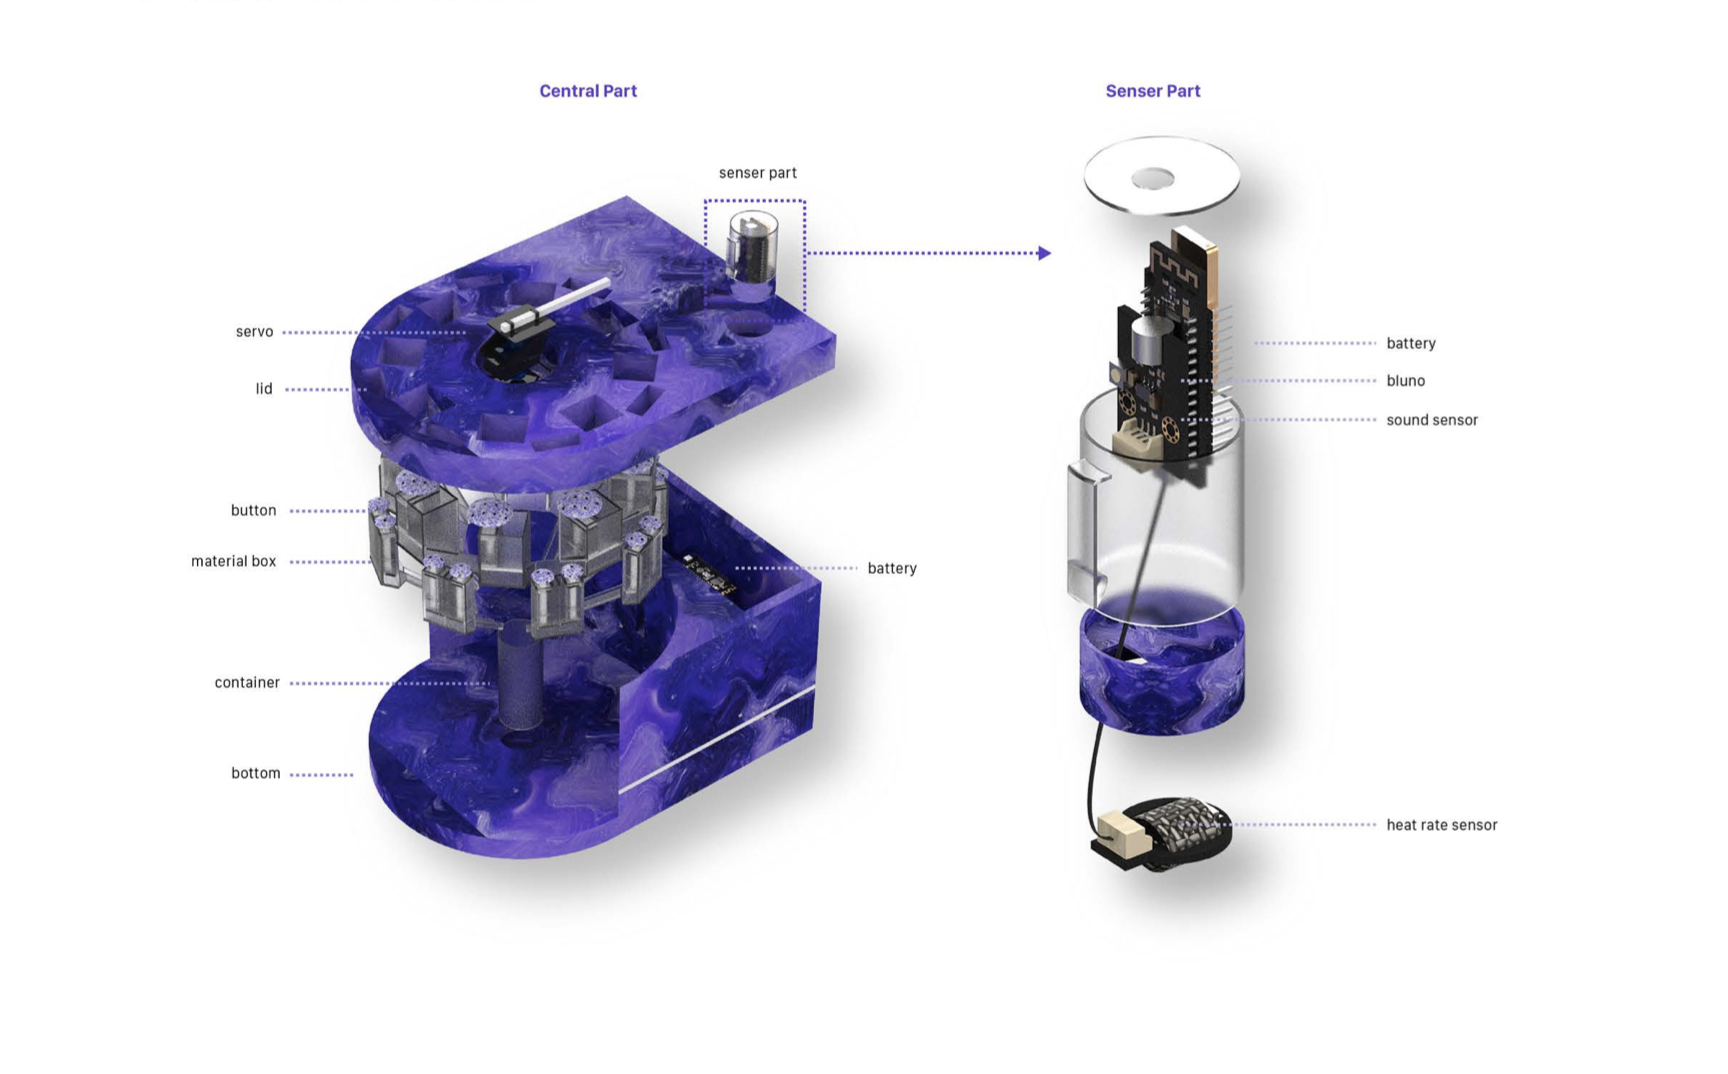 Central Part
Senser Part
senser part
servo
lid
button
material box
battery
container
bottom
battery
bluno
sound sensor
heat rate sensor